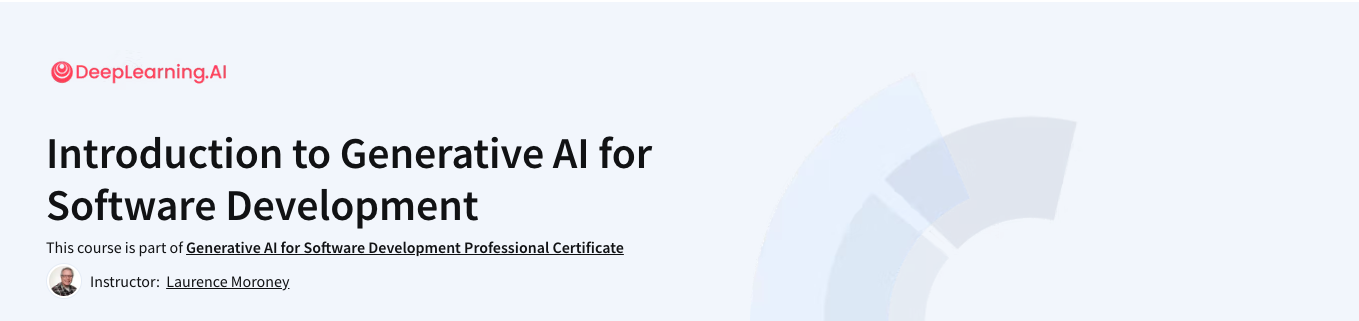 DeepLearning.AI
Introduction to Generative AI for
Software Development
This course is part of Generative AI for Software Development Professional Certificate
Instructor: Laurence Moroney